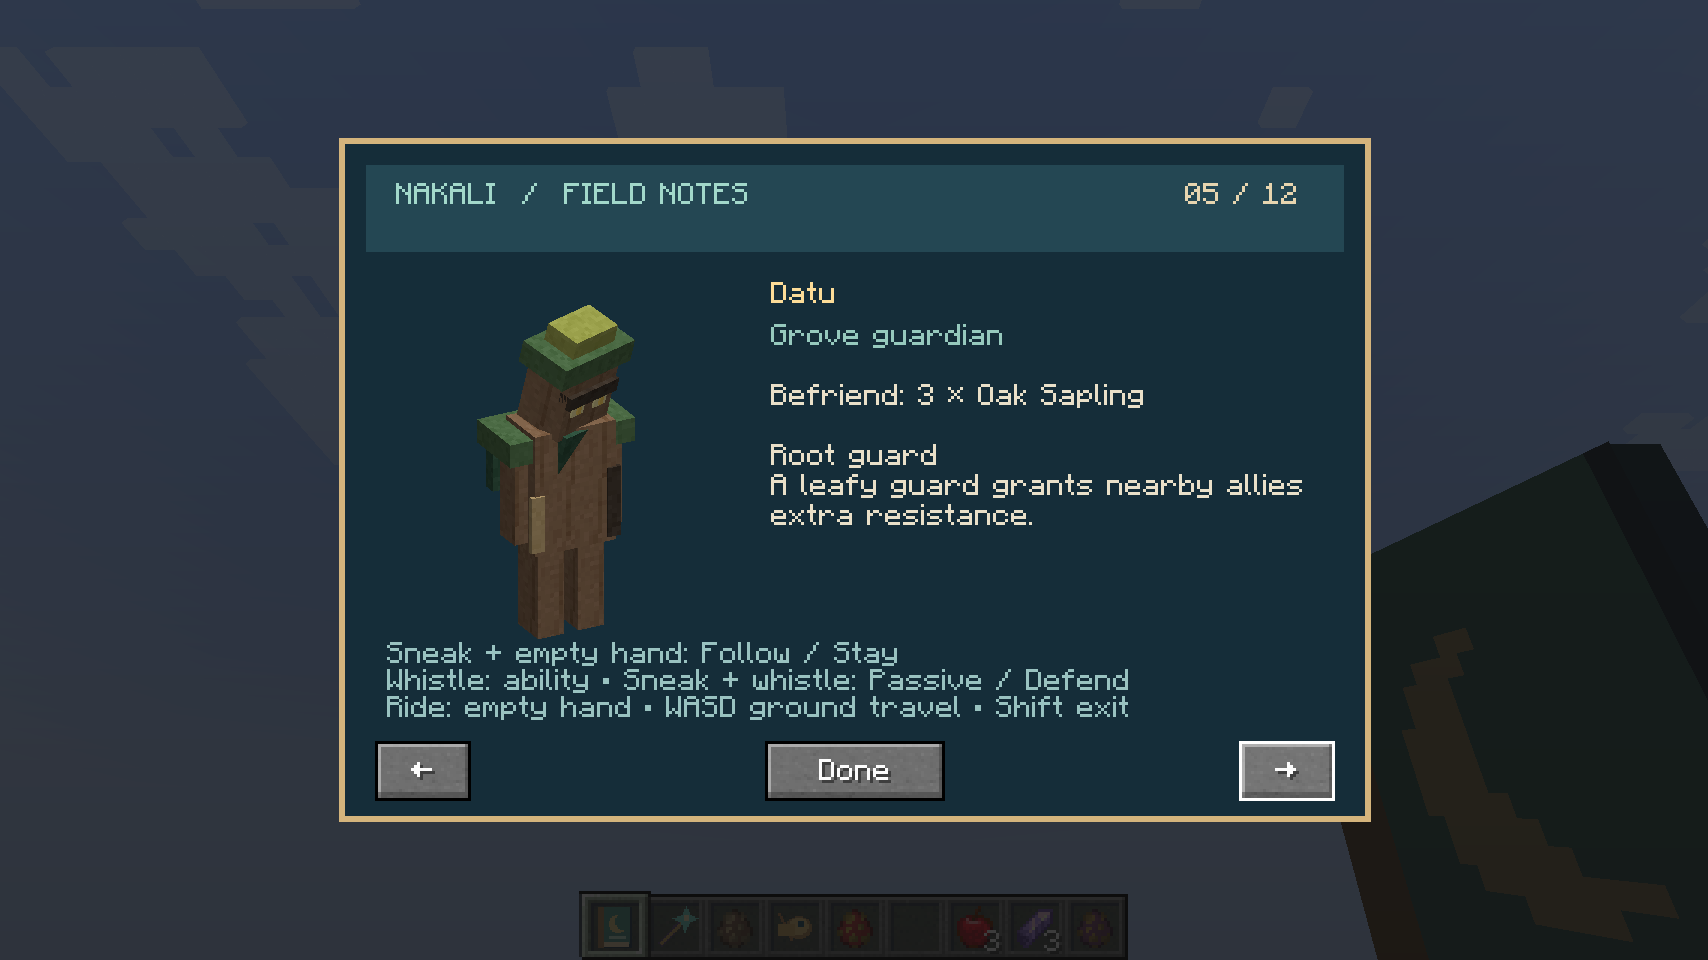 NAKALI / FIELD NOTES
05 / 12
Datu
Grove guardian
Befriend: 3 × Oak Sapling
Root guard
A leafy guard grants nearby allies
extra resistance.
Sneak + empty hand: Follow / Stay
Whistle: ability • Sneak + whistle: Passive / Defend
Ride: empty hand • WASD ground travel • Shift exit
←
Done
→
3
3